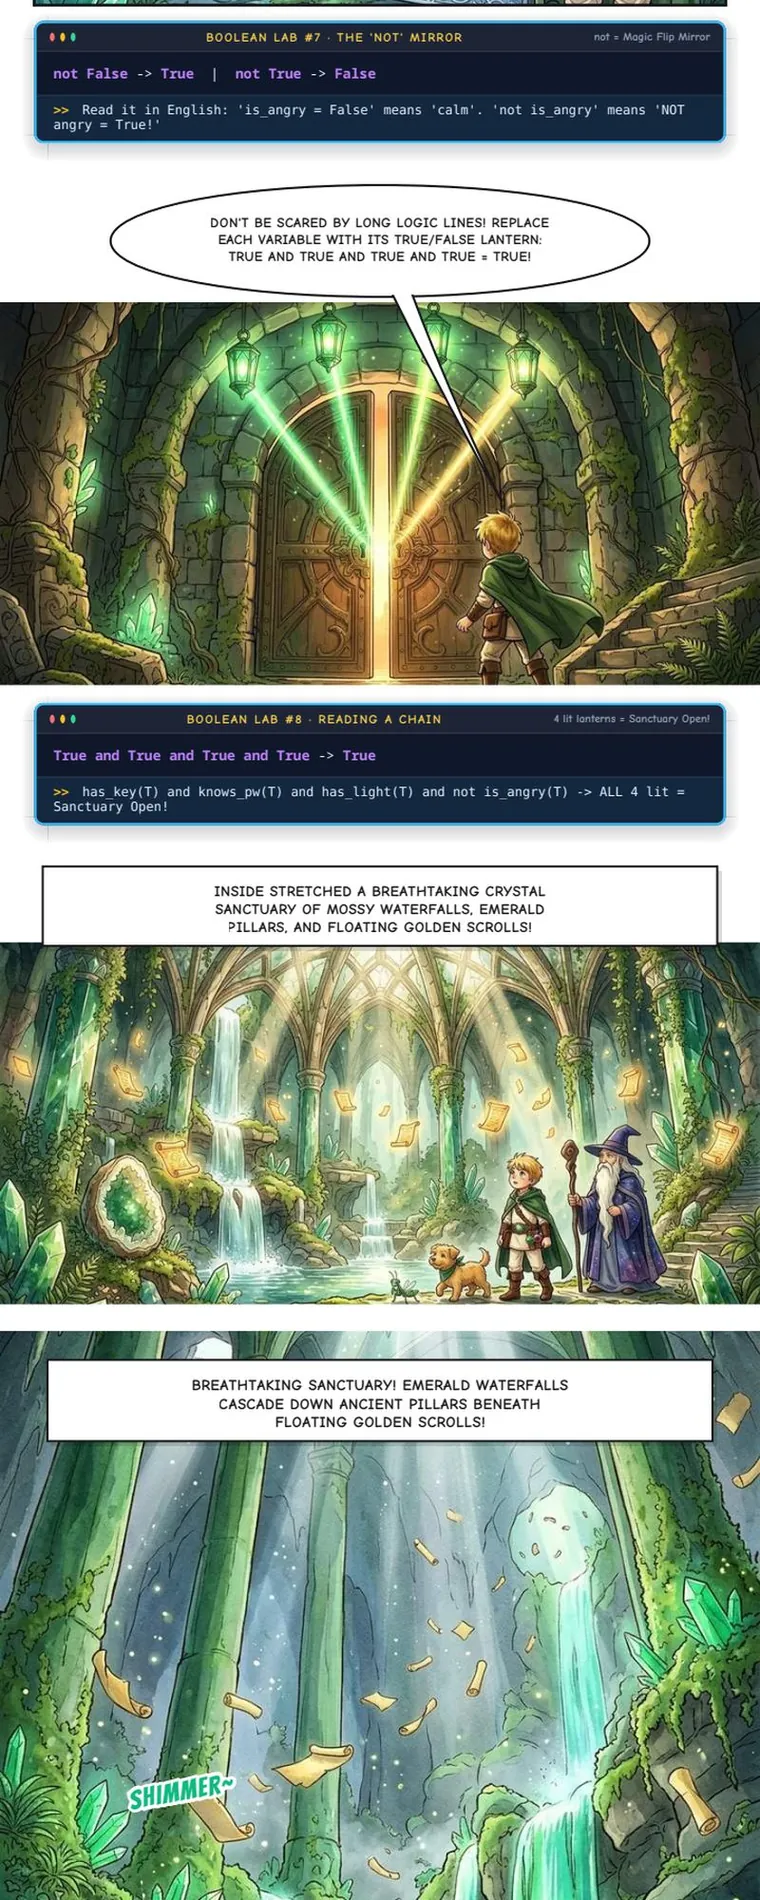 BOOLEAN LAB #7 · THE 'NOT' MIRROR
not = Magic Flip Mirror
not False -> True | not True -> False
>> Read it in English: 'is_angry = False' means 'calm'. 'not is_angry' means 'NOT
angry = True!'
DON'T BE SCARED BY LONG LOGIC LINES! REPLACE
EACH VARIABLE WITH ITS TRUE/FALSE LANTERN:
TRUE AND TRUE AND TRUE AND TRUE = TRUE!
BOOLEAN LAB #8 · READING A CHAIN
4 lit lanterns = Sanctuary Open!
True and True and True and True -> True
>> has_key(T) and knows_pw(T) and has_light(T) and not is_angry(T) -> ALL 4 lit =
Sanctuary Open!
INSIDE STRETCHED A BREATHTAKING CRYSTAL
SANCTUARY OF MOSSY WATERFALLS, EMERALD
PILLARS, AND FLOATING GOLDEN SCROLLS!
BREATHTAKING SANCTUARY! EMERALD WATERFALLS
CASCADE DOWN ANCIENT PILLARS BENEATH
FLOATING GOLDEN SCROLLS!
SHIMMER~